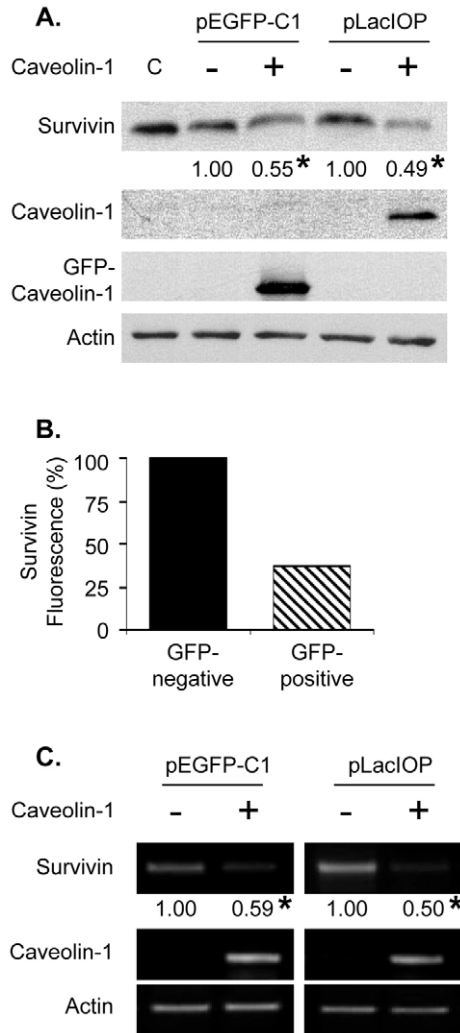 A.
pEGFP-C1 pLacIOP
Caveolin-1 C - + - +
Survivin
1.00 0.55* 1.00 0.49*
Caveolin-1
GFP-
Caveolin-1
Actin
B.
Survivin
Fluorescence (%)
100
75
50
25
0
GFP-
negative
GFP-
positive
C.
pEGFP-C1 pLacIOP
Caveolin-1 - + - +
Survivin
1.00 0.59* 1.00 0.50*
Caveolin-1
Actin